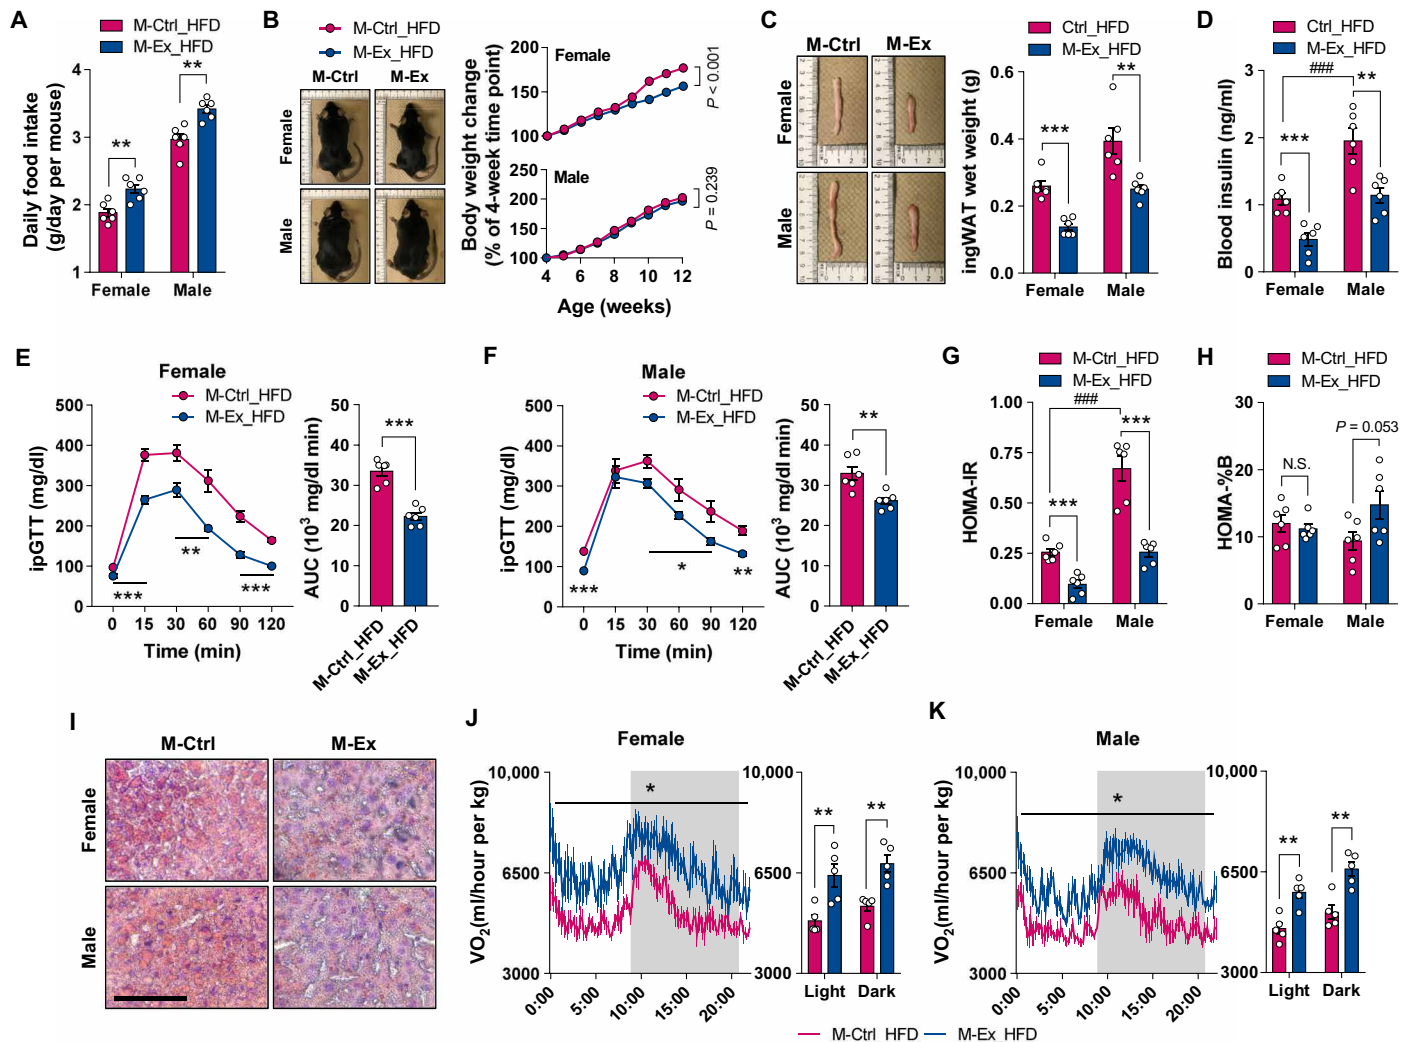 A
M-Ctrl_HFD
M-Ex_HFD
Daily food intake
(g/day per mouse)
4
3
2
1
**
**
Female
Male
B
M-Ctrl_HFD
M-Ex_HFD
M-Ctrl
M-Ex
Female
Male
Body weight change
(% of 4-week time point)
200
150
100
Female
P < 0.001
200
150
100
Male
P = 0.239
4
6
8
10
12
Age (weeks)
C
M-Ctrl
M-Ex
Female
Male
Ctrl_HFD
M-Ex_HFD
ingWAT wet weight (g)
0.6
0.4
0.2
0.0
***
**
Female
Male
D
Ctrl_HFD
M-Ex_HFD
Blood insulin (ng/ml)
3
2
1
0
###
***
**
Female
Male
E
Female
M-Ctrl_HFD
M-Ex_HFD
ipGTT (mg/dl)
500
400
300
200
100
0
***
**
***
0
15
30
60
90
120
Time (min)
AUC (10³ mg/dl min)
50
40
30
20
10
0
***
M-Ctrl_HFD
M-Ex_HFD
F
Male
M-Ctrl_HFD
M-Ex_HFD
ipGTT (mg/dl)
500
400
300
200
100
0
***
*
**
0
15
30
60
90
120
Time (min)
AUC (10³ mg/dl min)
50
40
30
20
10
0
**
M-Ctrl_HFD
M-Ex_HFD
G
M-Ctrl_HFD
M-Ex_HFD
HOMA-IR
1.00
0.75
0.50
0.25
0.00
###
***
***
Female
Male
H
M-Ctrl_HFD
M-Ex_HFD
HOMA-%B
30
20
10
0
N.S.
P = 0.053
Female
Male
I
M-Ctrl
M-Ex
Female
Male
J
Female
VO₂(ml/hour per kg)
10,000
6500
3000
*
0:00
5:00
10:00
15:00
20:00
10,000
6500
3000
**
**
Light
Dark
K
Male
VO₂(ml/hour per kg)
10,000
6500
3000
*
0:00
5:00
10:00
15:00
20:00
10,000
6500
3000
**
**
Light
Dark
M-Ctrl_HFD
M-Ex_HFD